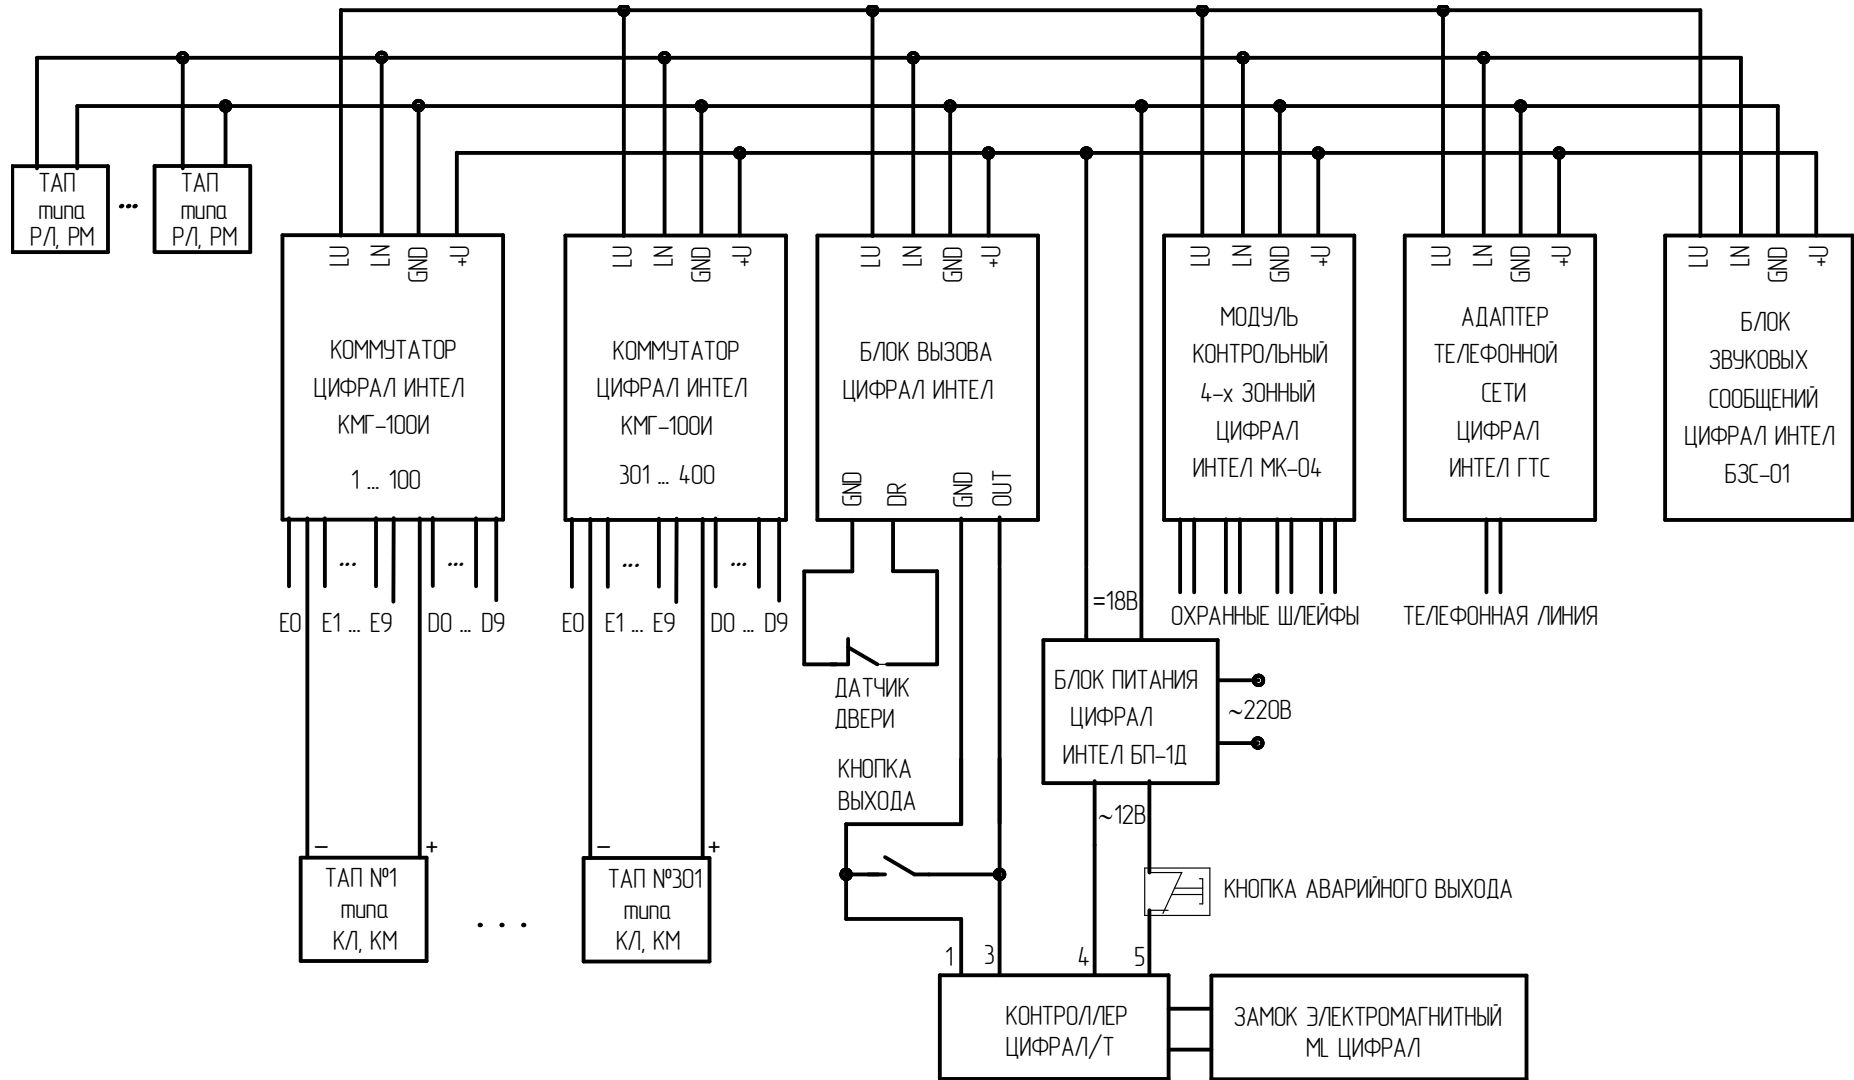 ТАП
типа
РЛ, РМ
...
ТАП
типа
РЛ, РМ
LU LN GND +U
КОММУТАТОР
ЦИФРАЛ ИНТЕЛ
КМГ-100И
1 ... 100
LU LN GND +U
КОММУТАТОР
ЦИФРАЛ ИНТЕЛ
КМГ-100И
301 ... 400
LU LN GND +U
БЛОК ВЫЗОВА
ЦИФРАЛ ИНТЕЛ
GND DR GND OUT
LU LN GND +U
МОДУЛЬ
КОНТРОЛЬНЫЙ
4-х ЗОННЫЙ
ЦИФРАЛ
ИНТЕЛ МК-04
LU LN GND +U
АДАПТЕР
ТЕЛЕФОННОЙ
СЕТИ
ЦИФРАЛ
ИНТЕЛ ГТС
LU LN GND +U
БЛОК
ЗВУКОВЫХ
СООБЩЕНИЙ
ЦИФРАЛ ИНТЕЛ
БЗС-01
... ...
E0 E1 ... E9 D0 ... D9
... ...
E0 E1 ... E9 D0 ... D9
ОХРАННЫЕ ШЛЕЙФЫ
ТЕЛЕФОННАЯ ЛИНИЯ
ДАТЧИК
ДВЕРИ
КНОПКА
ВЫХОДА
=18В
БЛОК ПИТАНИЯ
ЦИФРАЛ
ИНТЕЛ БП-1Д
~220В
~12В
КНОПКА АВАРИЙНОГО ВЫХОДА
- +
ТАП №1
типа
КЛ, КМ
. . .
- +
ТАП №301
типа
КЛ, КМ
1 3 4 5
КОНТРОЛЛЕР
ЦИФРАЛ/Т
ЗАМОК ЭЛЕКТРОМАГНИТНЫЙ
ML ЦИФРАЛ